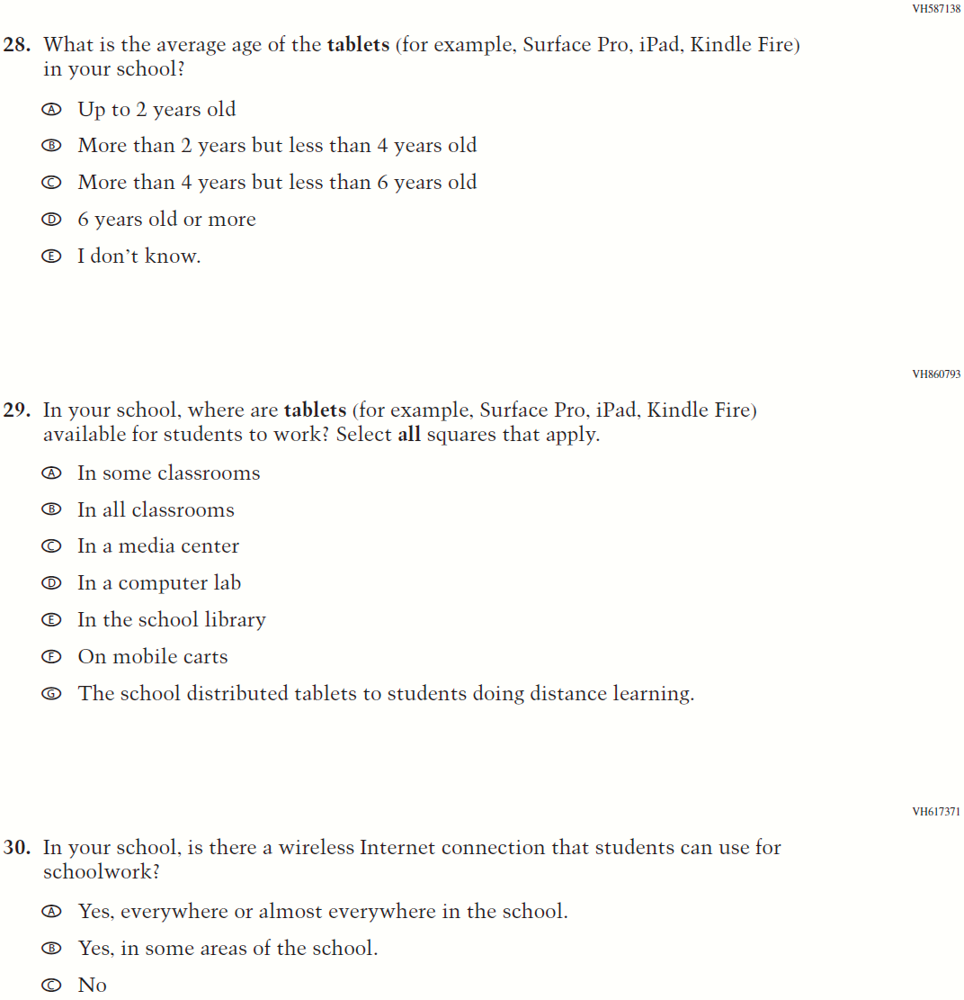 VH587138
28. What is the average age of the tablets (for example, Surface Pro, iPad, Kindle Fire)
in your school?
A Up to 2 years old
B More than 2 years but less than 4 years old
C More than 4 years but less than 6 years old
D 6 years old or more
E I don’t know.
VH860793
29. In your school, where are tablets (for example, Surface Pro, iPad, Kindle Fire)
available for students to work? Select all squares that apply.
A In some classrooms
B In all classrooms
C In a media center
D In a computer lab
E In the school library
F On mobile carts
G The school distributed tablets to students doing distance learning.
VH617371
30. In your school, is there a wireless Internet connection that students can use for
schoolwork?
A Yes, everywhere or almost everywhere in the school.
B Yes, in some areas of the school.
C No